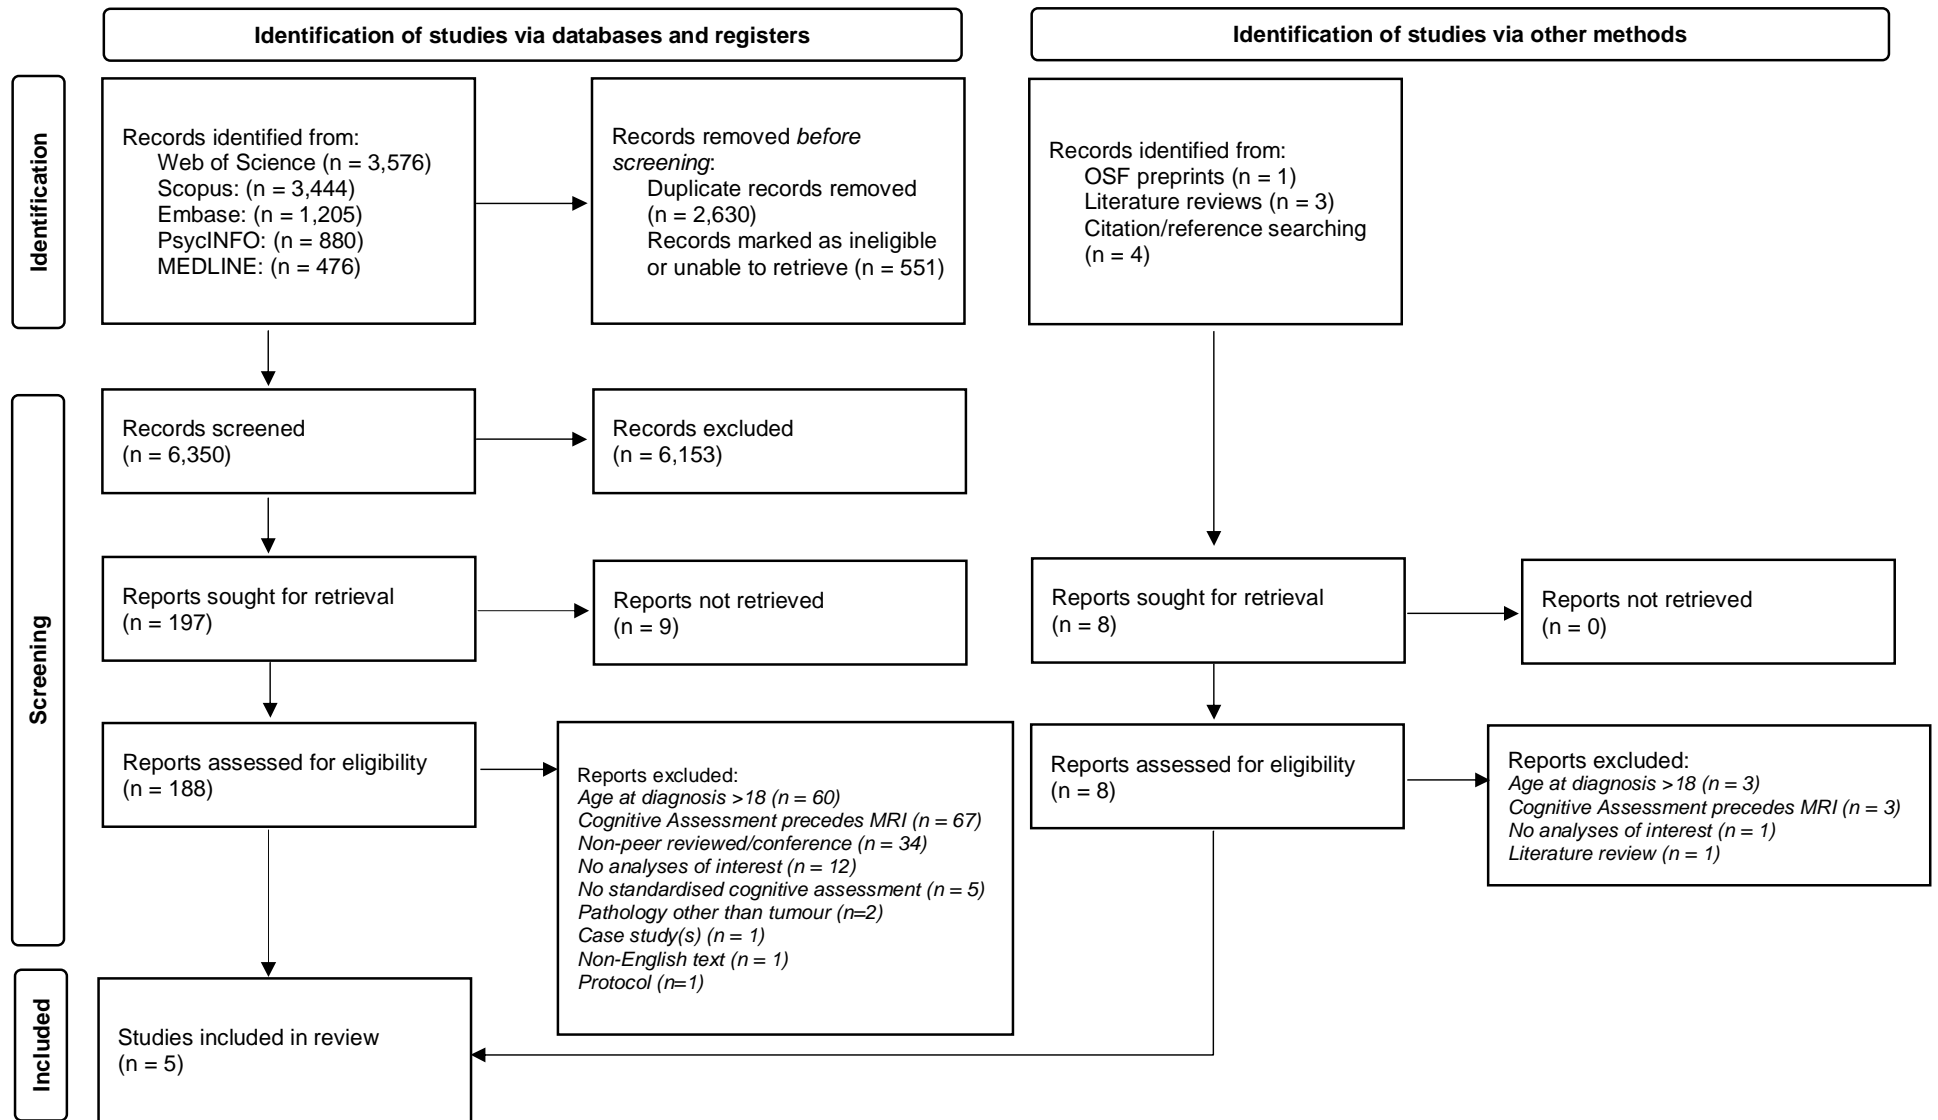 Identification of studies via databases and registers
Identification of studies via other methods
Identification
Records identified from:
Web of Science (n = 3,576)
Scopus: (n = 3,444)
Embase: (n = 1,205)
PsycINFO: (n = 880)
MEDLINE: (n = 476)
Records removed before
screening:
Duplicate records removed
(n = 2,630)
Records marked as ineligible
or unable to retrieve (n = 551)
Records identified from:
OSF preprints (n = 1)
Literature reviews (n = 3)
Citation/reference searching
(n = 4)
Screening
Records screened
(n = 6,350)
Records excluded
(n = 6,153)
Reports sought for retrieval
(n = 197)
Reports not retrieved
(n = 9)
Reports sought for retrieval
(n = 8)
Reports not retrieved
(n = 0)
Reports assessed for eligibility
(n = 188)
Reports excluded:
Age at diagnosis >18 (n = 60)
Cognitive Assessment precedes MRI (n = 67)
Non-peer reviewed/conference (n = 34)
No analyses of interest (n = 12)
No standardised cognitive assessment (n = 5)
Pathology other than tumour (n=2)
Case study(s) (n = 1)
Non-English text (n = 1)
Protocol (n=1)
Reports assessed for eligibility
(n = 8)
Reports excluded:
Age at diagnosis >18 (n = 3)
Cognitive Assessment precedes MRI (n = 3)
No analyses of interest (n = 1)
Literature review (n = 1)
Included
Studies included in review
(n = 5)